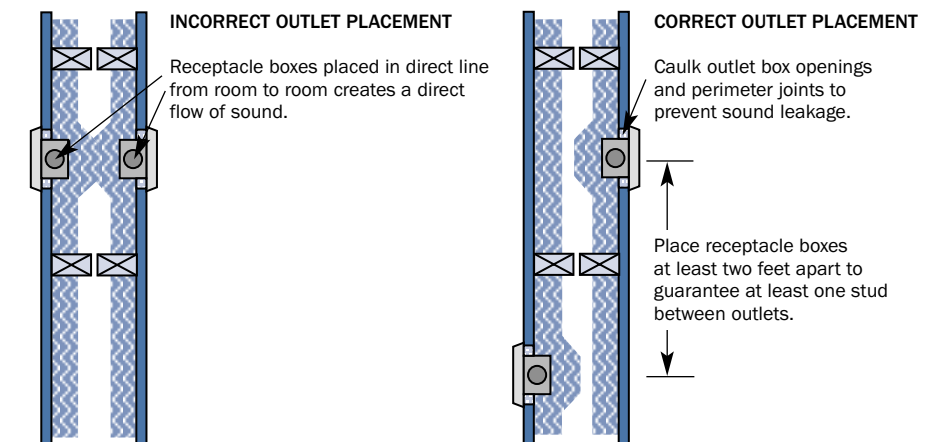 INCORRECT OUTLET PLACEMENT
Receptacle boxes placed in direct line
from room to room creates a direct
flow of sound.
CORRECT OUTLET PLACEMENT
Caulk outlet box openings
and perimeter joints to
prevent sound leakage.
Place receptacle boxes
at least two feet apart to
guarantee at least one stud
between outlets.